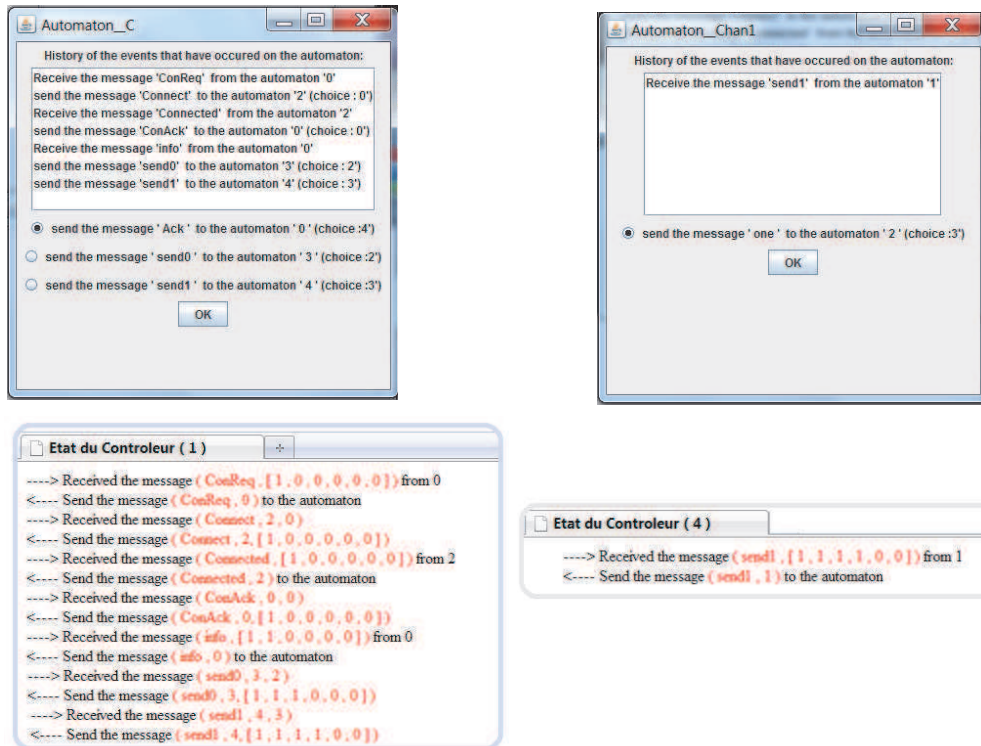 Automaton__C
History of the events that have occured on the automaton:
Receive the message 'ConReq' from the automaton '0'
send the message 'Connect' to the automaton '2' (choice : 0')
Receive the message 'Connected' from the automaton '2'
send the message 'ConAck' to the automaton '0' (choice : 0')
Receive the message 'info' from the automaton '0'
send the message 'send0' to the automaton '3' (choice : 2')
send the message 'send1' to the automaton '4' (choice : 3')
send the message ' Ack ' to the automaton ' 0 ' (choice :4')
send the message ' send0 ' to the automaton ' 3 ' (choice :2')
send the message ' send1 ' to the automaton ' 4 ' (choice :3')
OK
Automaton__Chan1
History of the events that have occured on the automaton:
Receive the message 'send1' from the automaton '1'
send the message ' one ' to the automaton ' 2 ' (choice :3')
OK
Etat du Controleur ( 1 )
----> Received the message ( ConReq , [ 1 , 0 , 0 , 0 , 0 , 0 ] ) from 0
<---- Send the message ( ConReq , 0 ) to the automaton
----> Received the message ( Connect , 2 , 0 )
<---- Send the message ( Connect , 2, [ 1 , 0 , 0 , 0 , 0 , 0 ] )
----> Received the message ( Connected , [ 1 , 0 , 0 , 0 , 0 , 0 ] ) from 2
<---- Send the message ( Connected , 2 ) to the automaton
----> Received the message ( ConAck , 0 , 0 )
<---- Send the message ( ConAck , 0, [ 1 , 0 , 0 , 0 , 0 , 0 ] )
----> Received the message ( info , [ 1 , 1 , 0 , 0 , 0 , 0 ] ) from 0
<---- Send the message ( info , 0 ) to the automaton
----> Received the message ( send0 , 3 , 2 )
<---- Send the message ( send0 , 3, [ 1 , 1 , 1 , 0 , 0 , 0 ] )
----> Received the message ( send1 , 4 , 3 )
<---- Send the message ( send1 , 4, [ 1 , 1 , 1 , 1 , 0 , 0 ] )
Etat du Controleur ( 4 )
----> Received the message ( send1 , [ 1 , 1 , 1 , 1 , 0 , 0 ] ) from 1
<---- Send the message ( send1 , 1 ) to the automaton